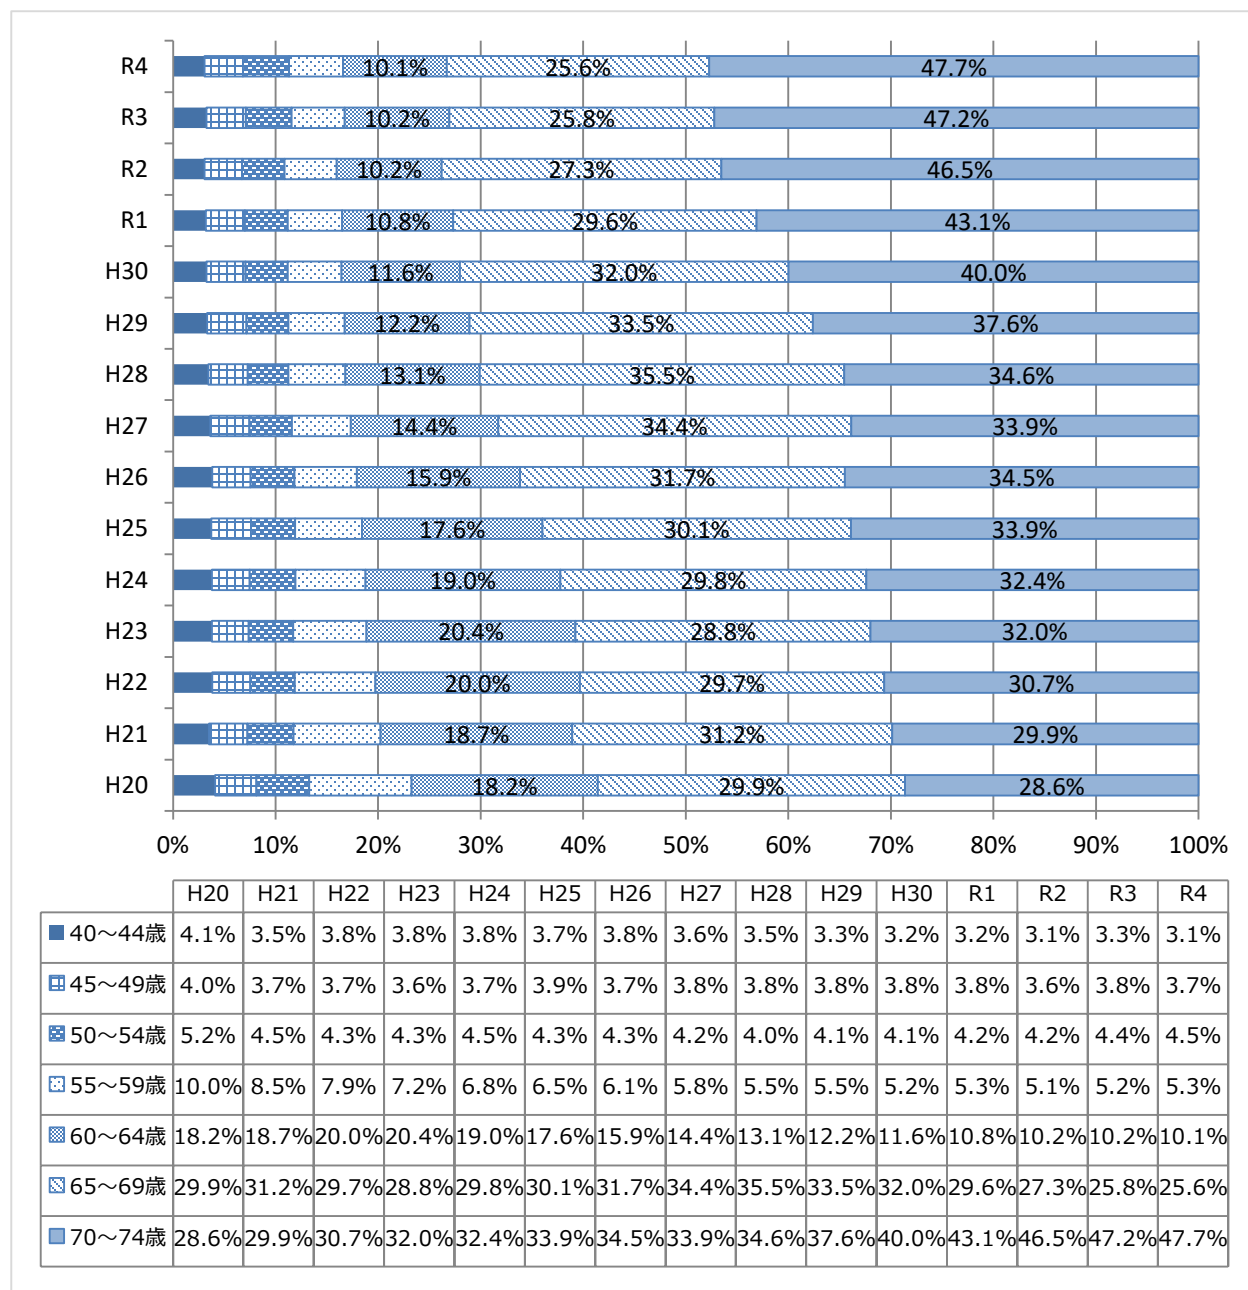 R4 10.1% 25.6% 47.7%
R3 10.2% 25.8% 47.2%
R2 10.2% 27.3% 46.5%
R1 10.8% 29.6% 43.1%
H30 11.6% 32.0% 40.0%
H29 12.2% 33.5% 37.6%
H28 13.1% 35.5% 34.6%
H27 14.4% 34.4% 33.9%
H26 15.9% 31.7% 34.5%
H25 17.6% 30.1% 33.9%
H24 19.0% 29.8% 32.4%
H23 20.4% 28.8% 32.0%
H22 20.0% 29.7% 30.7%
H21 18.7% 31.2% 29.9%
H20 18.2% 29.9% 28.6%
0% 10% 20% 30% 40% 50% 60% 70% 80% 90% 100%
H20 H21 H22 H23 H24 H25 H26 H27 H28 H29 H30 R1 R2 R3 R4
40～44歳 4.1% 3.5% 3.8% 3.8% 3.8% 3.7% 3.8% 3.6% 3.5% 3.3% 3.2% 3.2% 3.1% 3.3% 3.1%
45～49歳 4.0% 3.7% 3.7% 3.6% 3.7% 3.9% 3.7% 3.8% 3.8% 3.8% 3.8% 3.8% 3.6% 3.8% 3.7%
50～54歳 5.2% 4.5% 4.3% 4.3% 4.5% 4.3% 4.3% 4.2% 4.0% 4.1% 4.1% 4.2% 4.2% 4.4% 4.5%
55～59歳 10.0% 8.5% 7.9% 7.2% 6.8% 6.5% 6.1% 5.8% 5.5% 5.5% 5.2% 5.3% 5.1% 5.2% 5.3%
60～64歳 18.2% 18.7% 20.0% 20.4% 19.0% 17.6% 15.9% 14.4% 13.1% 12.2% 11.6% 10.8% 10.2% 10.2% 10.1%
65～69歳 29.9% 31.2% 29.7% 28.8% 29.8% 30.1% 31.7% 34.4% 35.5% 33.5% 32.0% 29.6% 27.3% 25.8% 25.6%
70～74歳 28.6% 29.9% 30.7% 32.0% 32.4% 33.9% 34.5% 33.9% 34.6% 37.6% 40.0% 43.1% 46.5% 47.2% 47.7%